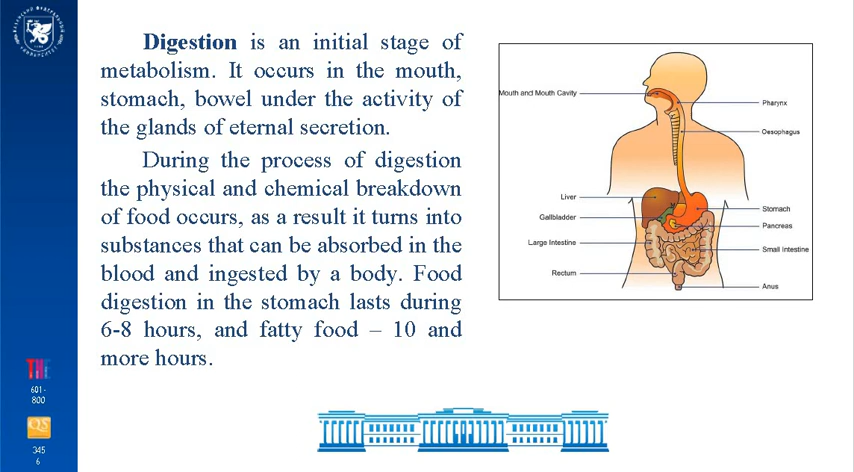 Digestion is an initial stage of
metabolism. It occurs in the mouth,
stomach, bowel under the activity of
the glands of eternal secretion.
During the process of digestion
the physical and chemical breakdown
of food occurs, as a result it turns into
substances that can be absorbed in the
blood and ingested by a body. Food
digestion in the stomach lasts during
6-8 hours, and fatty food – 10 and
more hours.
Mouth and Mouth Cavity
Pharynx
Oesophagus
Liver
Stomach
Gallbladder
Pancreas
Large Intestine
Small Intestine
Rectum
Anus
THE
601-
800
QS
345
6